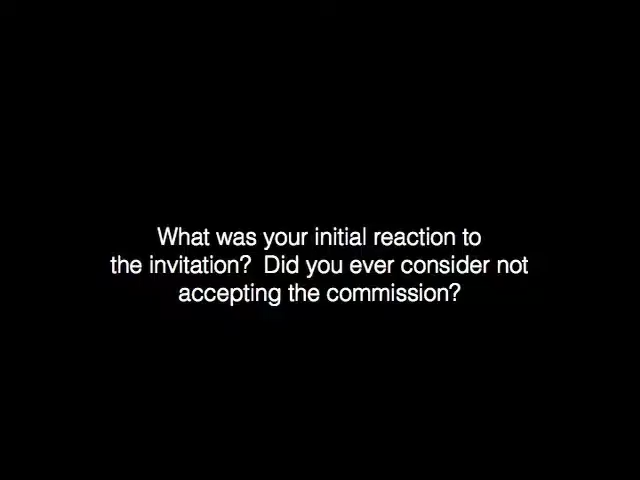 What was your initial reaction to
the invitation?  Did you ever consider not
accepting the commission?